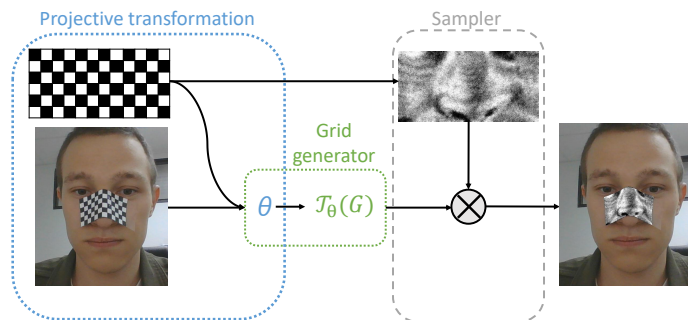 Projective transformation
Sampler
Grid
generator
θ
𝒯θ(G)